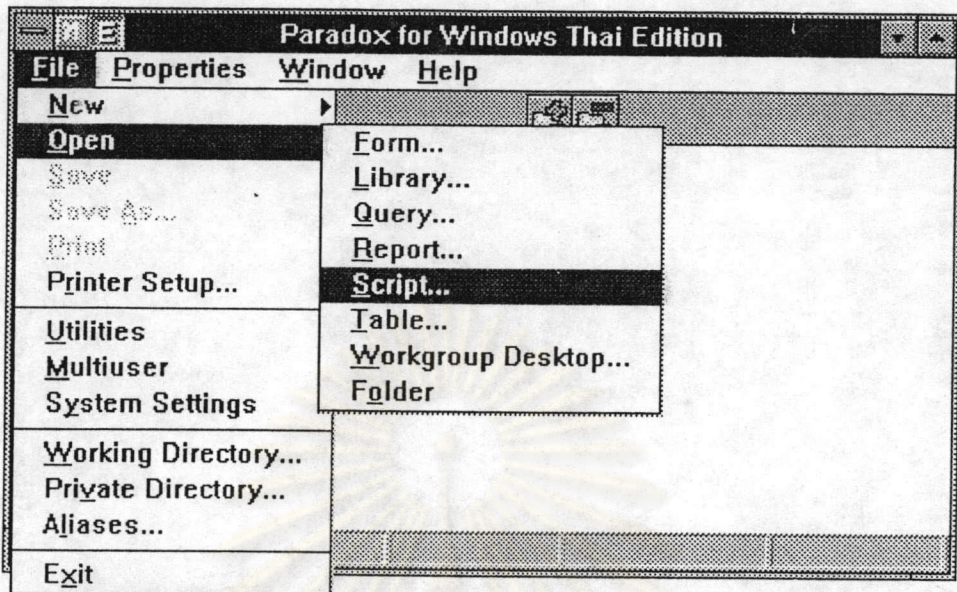 Paradox for Windows Thai Edition
File Properties Window Help
New
Open
Save
Save As...
Print
Printer Setup...
Utilities
Multiuser
System Settings
Working Directory...
Private Directory...
Aliases...
Exit
Form...
Library...
Query...
Report...
Script...
Table...
Workgroup Desktop...
Folder